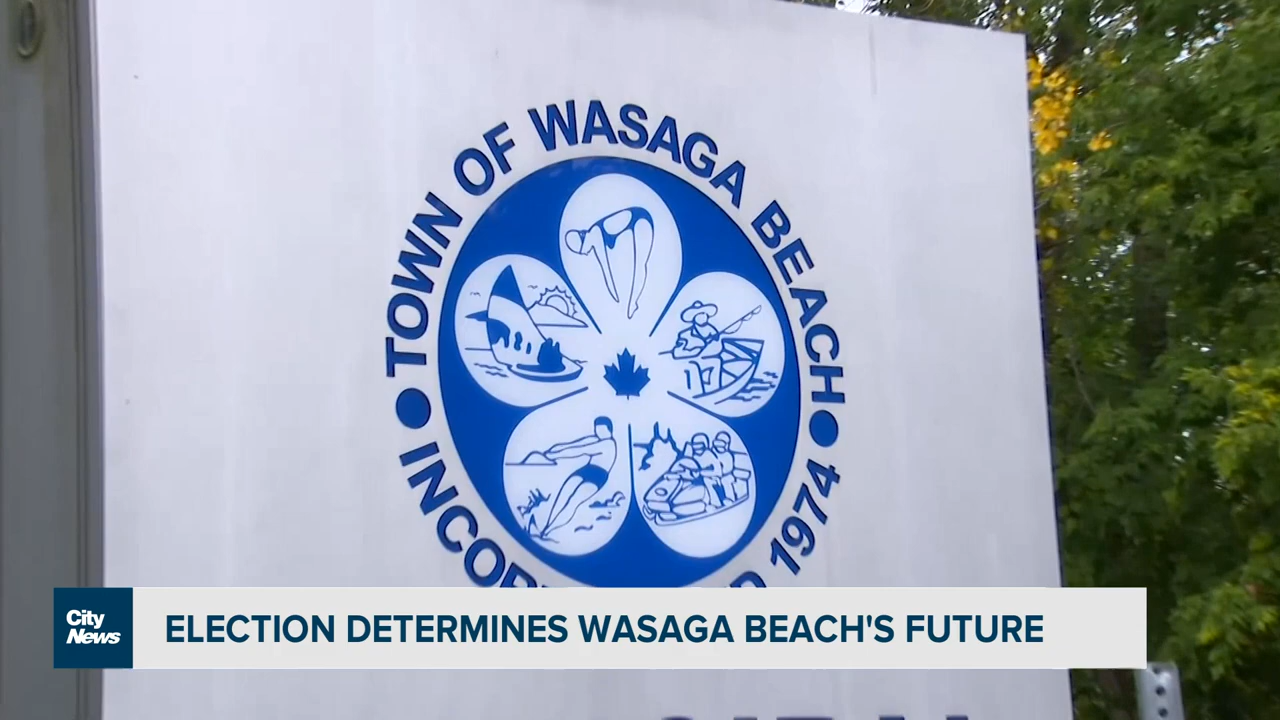 TOWN OF WASAGA BEACH
1974
City
News
ELECTION DETERMINES WASAGA BEACH'S FUTURE